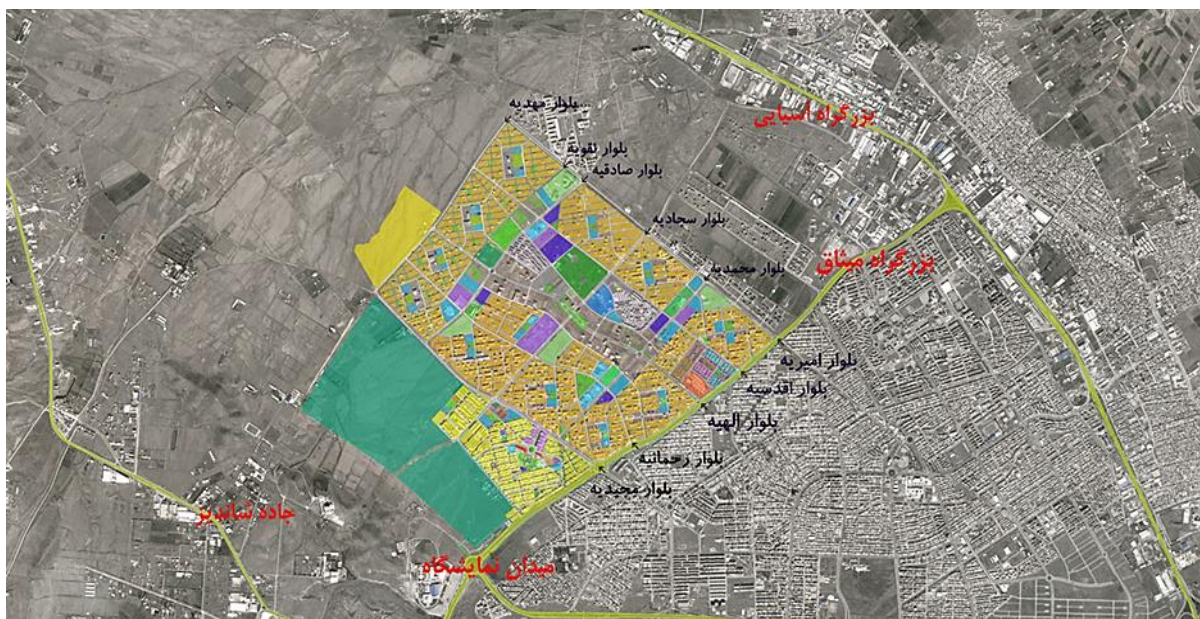 بزرگراه آسیایی
بلوار مهدیه
بلوار نقویه
بلوار صادقیه
بلوار سجادیه
بلوار محمدیه
بزرگراه میثاق
بلوار امیریه
بلوار اقدسیه
بلوار الهیه
بلوار رحمانیه
بلوار مجیدیه
جاده شاندیز
میدان نمایشگاه